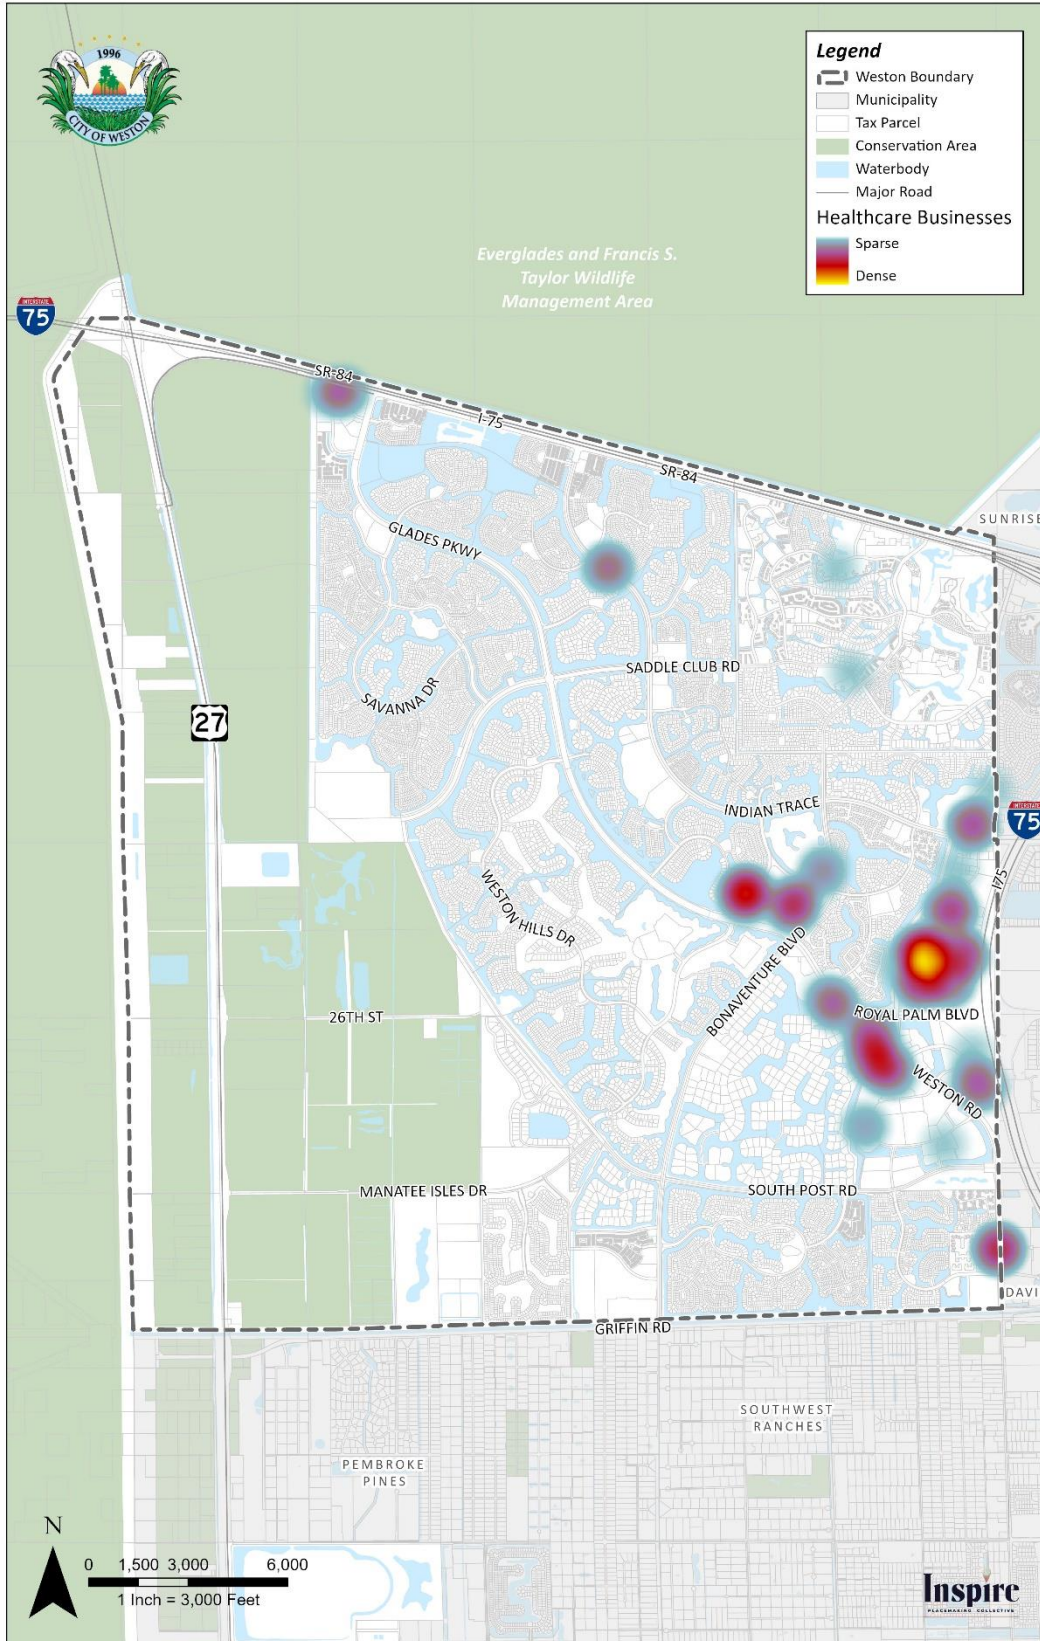 1996
CITY OF WESTON
Legend
Weston Boundary
Municipality
Tax Parcel
Conservation Area
Waterbody
Major Road
Healthcare Businesses
Sparse
Dense
Everglades and Francis S.
Taylor Wildlife
Management Area
INTERSTATE
75
SR-84
I-75
SR-84
SUNRISE
GLADES PKWY
SADDLE CLUB RD
SAVANNA DR
27
INDIAN TRACE
INTERSTATE
75
I-75
WESTON HILLS DR
BONAVENTURE BLVD
26TH ST
ROYAL PALM BLVD
WESTON RD
MANATEE ISLES DR
SOUTH POST RD
DAVI
GRIFFIN RD
SOUTHWEST
RANCHES
PEMBROKE
PINES
N
0 1,500 3,000 6,000
1 Inch = 3,000 Feet
Inspire
PLACEMAKING COLLECTIVE